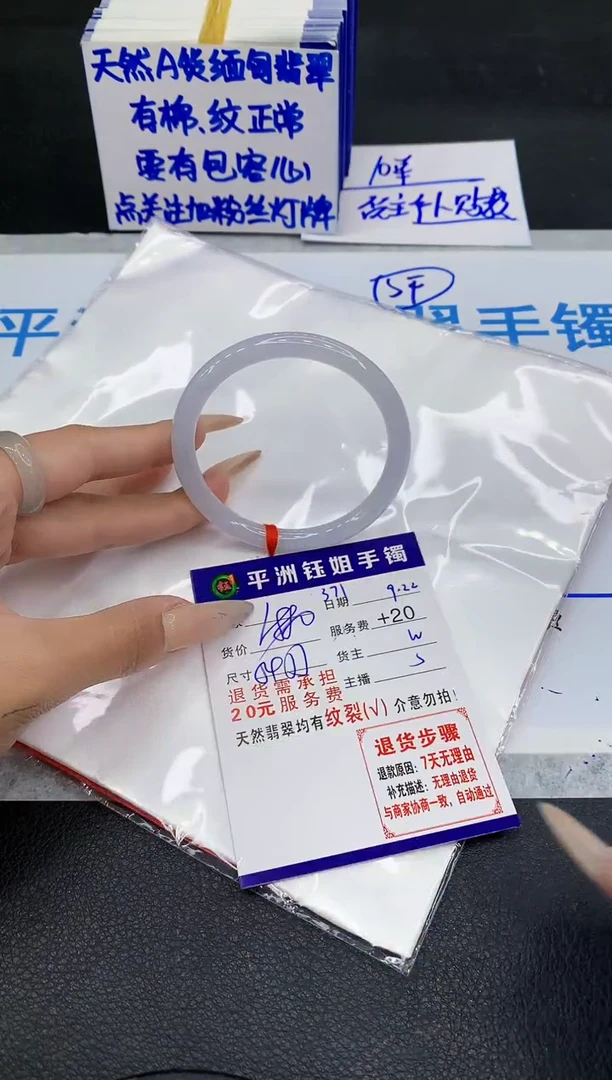 天然A货缅甸翡翠
有棉、纹正常
要有包容心
点关注加粉丝灯牌
平
翠手镯
平洲钰姐手镯
371
日期 9.22
货价
服务费 +20
尺寸
货主 W
主播 S
退货需承担
20元服务费
天然翡翠均有纹裂(√)介意勿拍!
退货步骤
退款原因:7天无理由
补充描述:无理由退货
与商家协商一致,自动通过